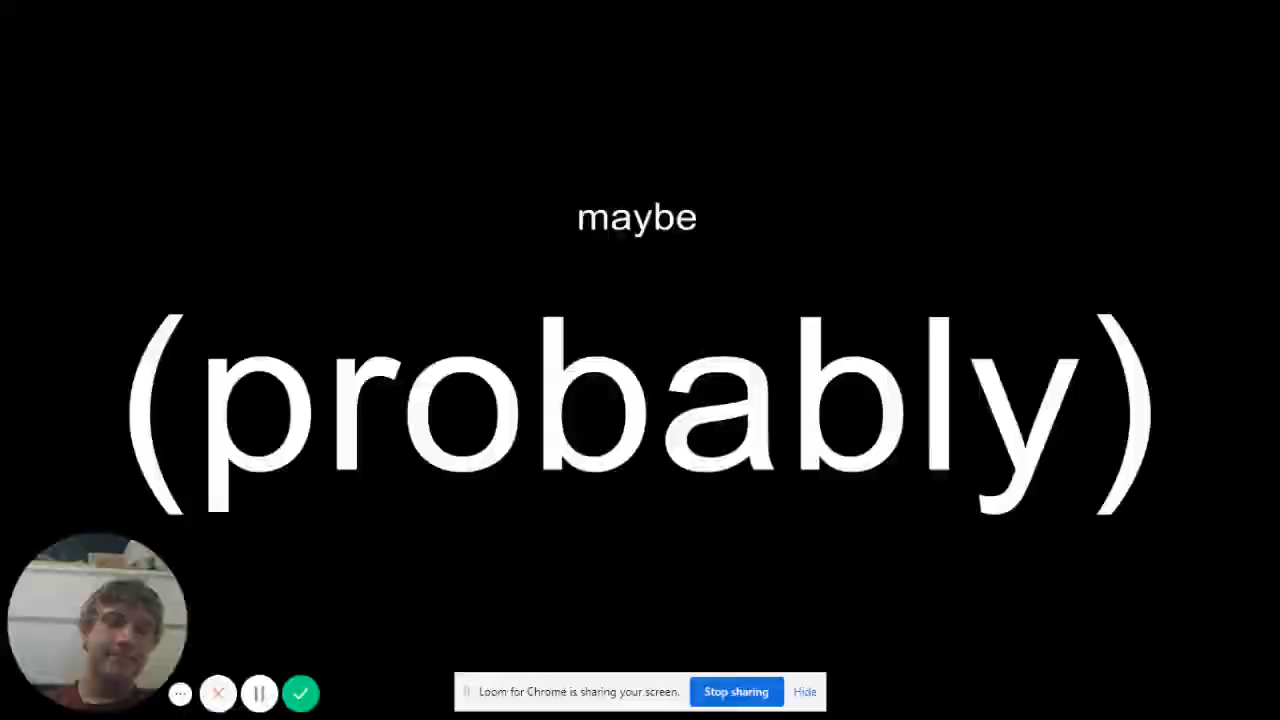 maybe
(probably)
Loom for Chrome is sharing your screen. Stop sharing Hide